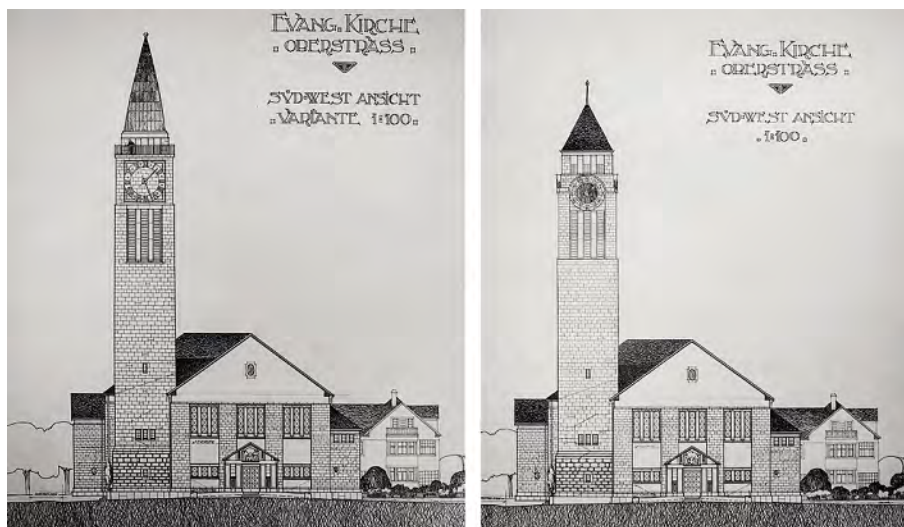 EVANG. KIRCHE
OBERSTRASS
SÜD-WEST ANSICHT
VARIANTE 1:100
EVANG. KIRCHE
OBERSTRASS
SÜD-WEST ANSICHT
1:100